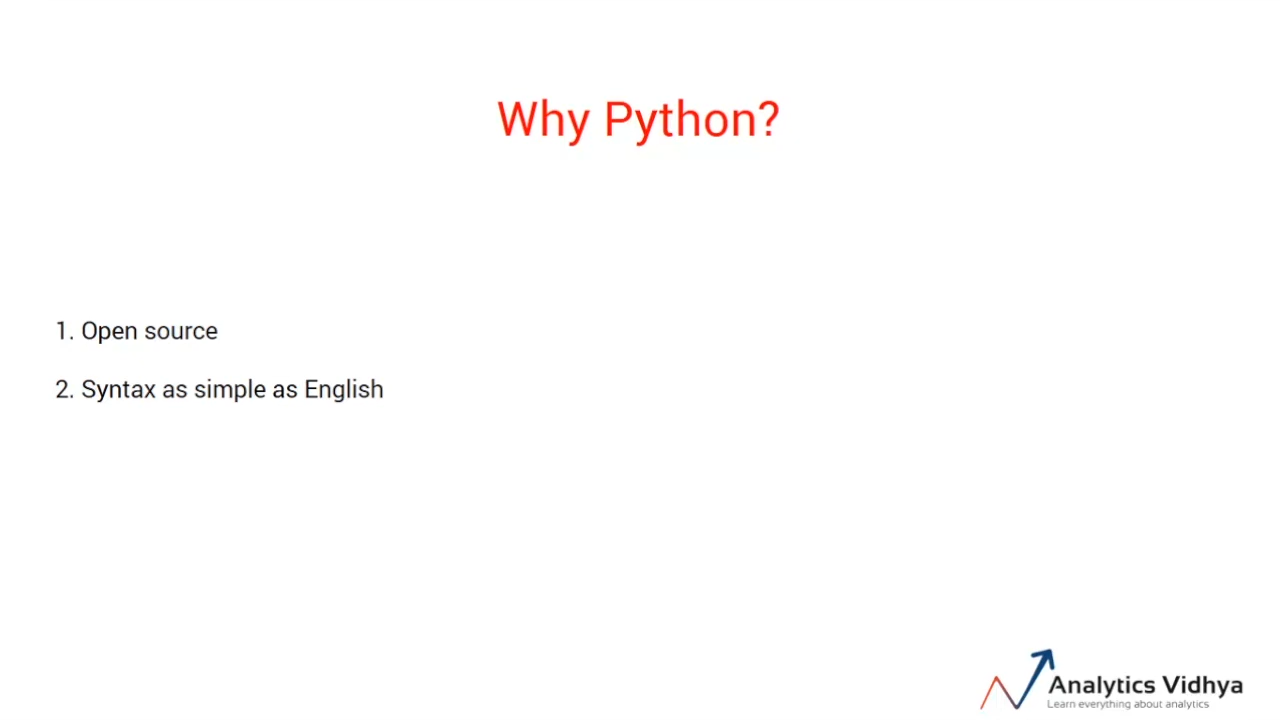 Why Python?
1. Open source
2. Syntax as simple as English
Analytics Vidhya
Learn everything about analytics